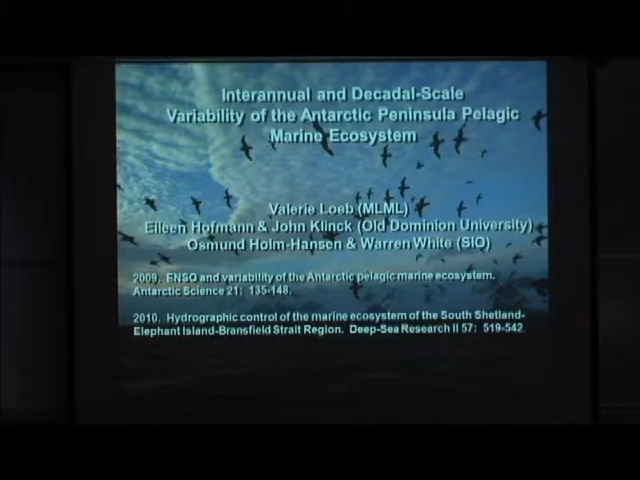 Interannual and Decadal-Scale
Variability of the Antarctic Peninsula Pelagic
Marine Ecosystem
Valerie Loeb (MLML)
Eileen Hofmann & John Klinck (Old Dominion University)
Osmund Holm-Hansen & Warren White (SIO)
2009. ENSO and variability of the Antarctic pelagic marine ecosystem.
Antarctic Science 21: 135-148.
2010. Hydrographic control of the marine ecosystem of the South Shetland-
Elephant Island-Bransfield Strait Region. Deep-Sea Research II 57: 519-542.